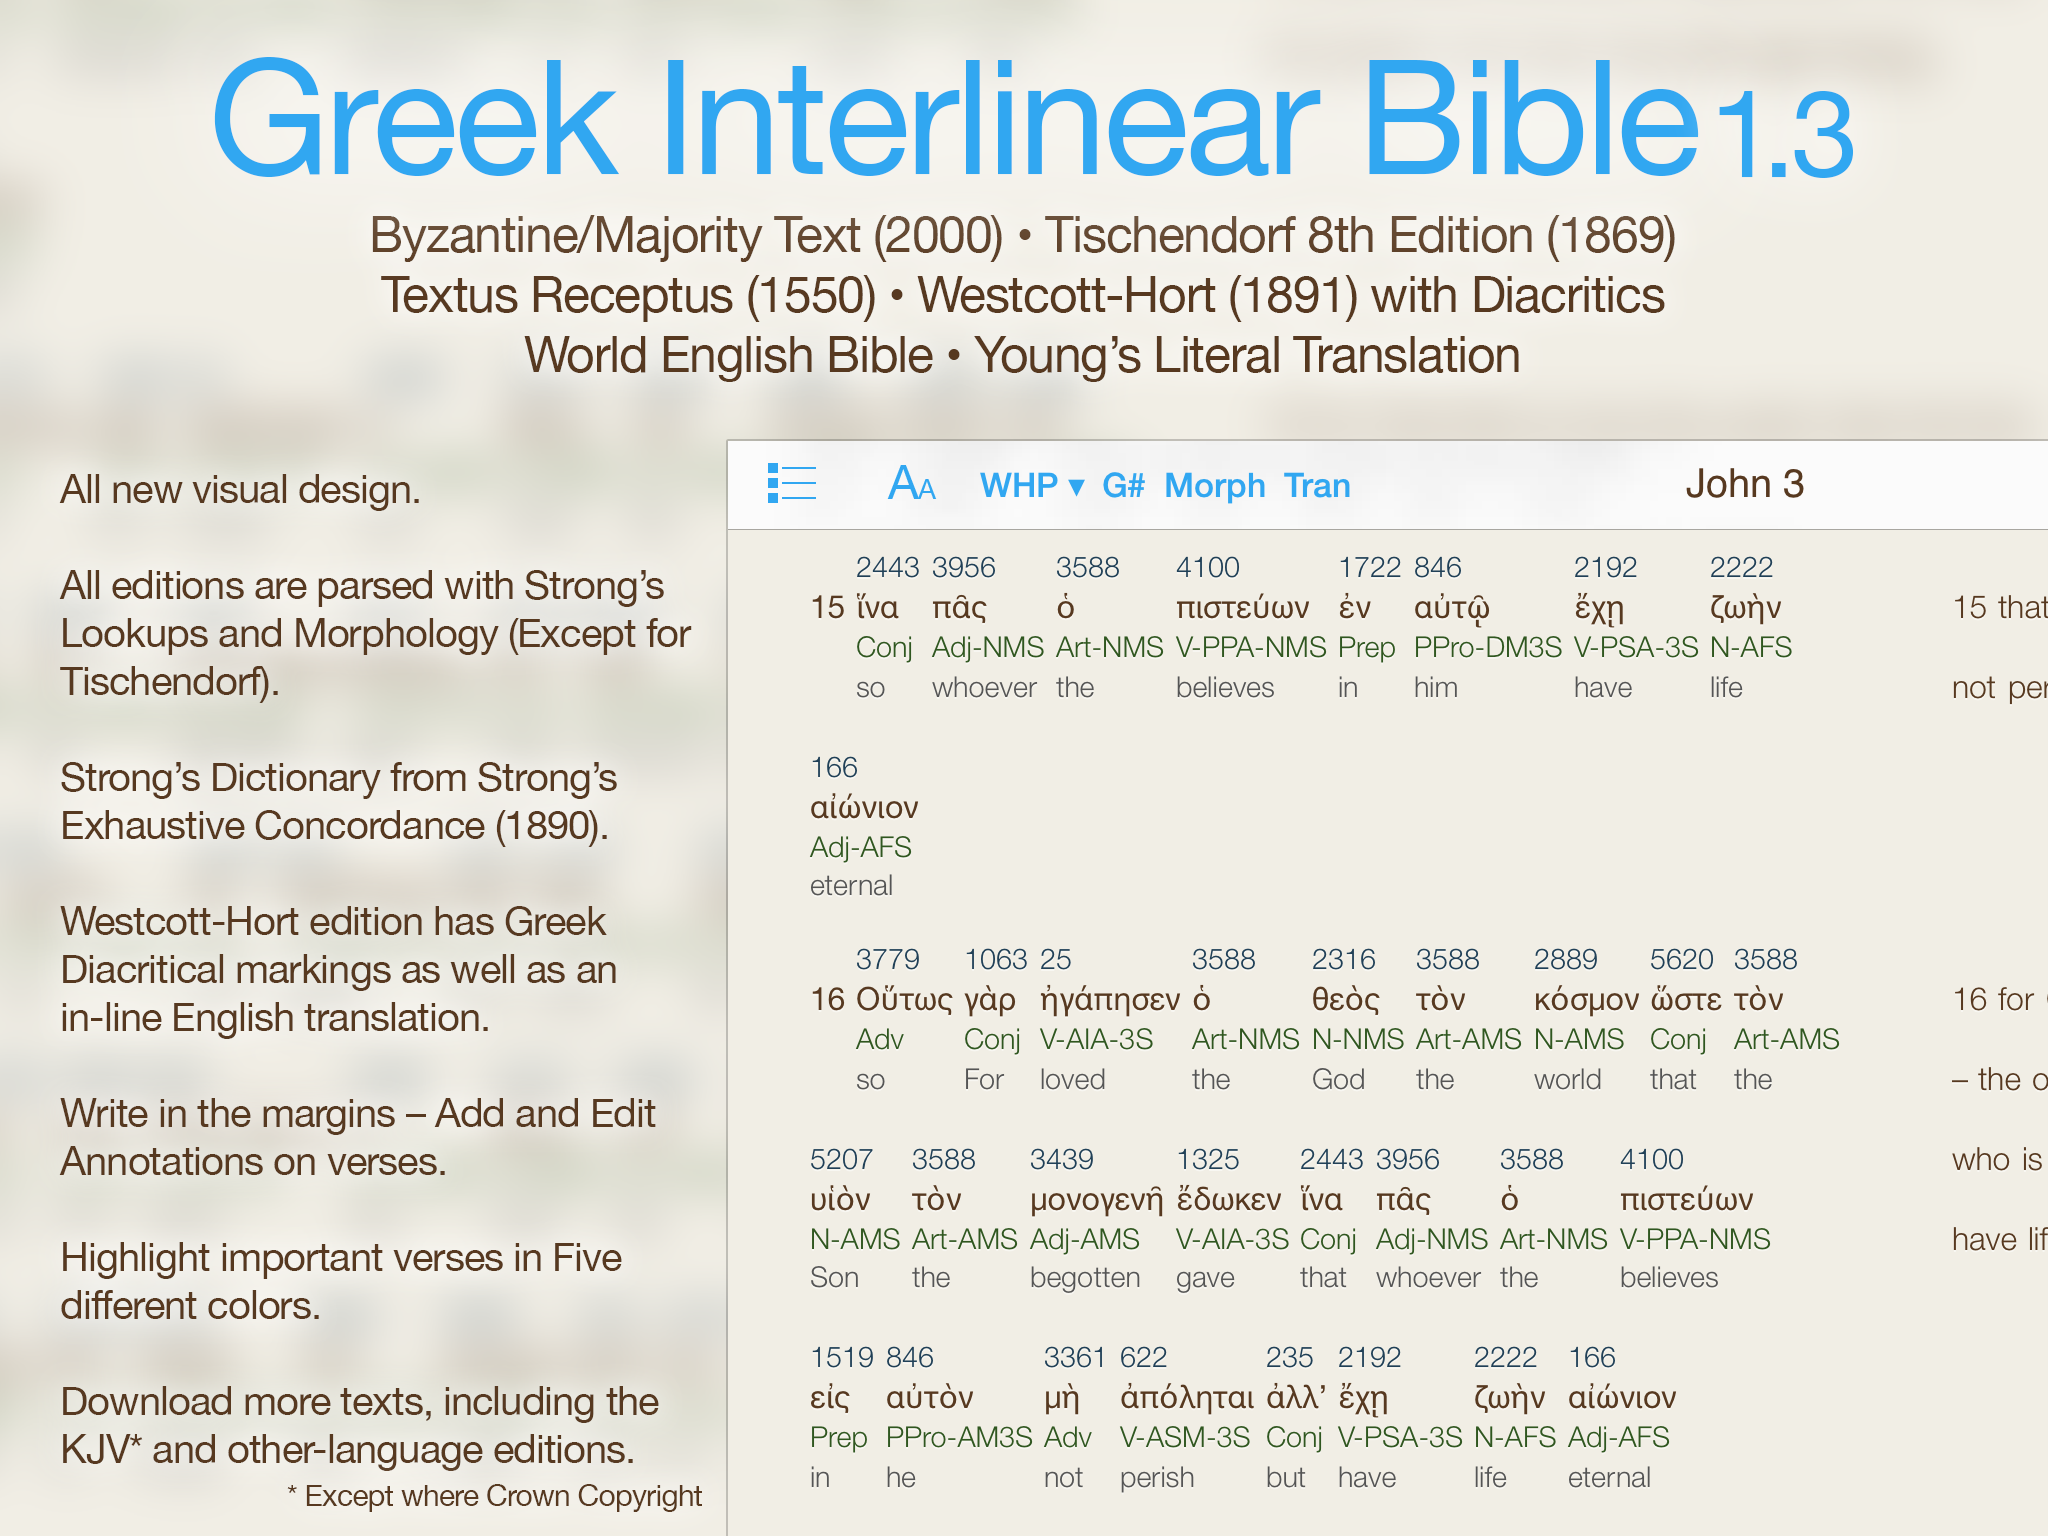 Greek Interlinear Bible 1.3
Byzantine/Majority Text (2000) • Tischendorf 8th Edition (1869)
Textus Receptus (1550) • Westcott-Hort (1891) with Diacritics
World English Bible • Young’s Literal Translation
All new visual design.
All editions are parsed with Strong’s
Lookups and Morphology (Except for
Tischendorf).
Strong’s Dictionary from Strong’s
Exhaustive Concordance (1890).
Westcott-Hort edition has Greek
Diacritical markings as well as an
in-line English translation.
Write in the margins – Add and Edit
Annotations on verses.
Highlight important verses in Five
different colors.
Download more texts, including the
KJV* and other-language editions.
* Except where Crown Copyright
AA WHP ▾ G# Morph Tran John 3
2443 3956 3588 4100 1722 846 2192 2222
15 ἵνα πᾶς ὁ πιστεύων ἐν αὐτῷ ἔχῃ ζωὴν
Conj Adj-NMS Art-NMS V-PPA-NMS Prep PPro-DM3S V-PSA-3S N-AFS
so whoever the believes in him have life
166
αἰώνιον
Adj-AFS
eternal
3779 1063 25 3588 2316 3588 2889 5620 3588
16 Οὕτως γὰρ ἠγάπησεν ὁ θεὸς τὸν κόσμον ὥστε τὸν
Adv Conj V-AIA-3S Art-NMS N-NMS Art-AMS N-AMS Conj Art-AMS
so For loved the God the world that the
5207 3588 3439 1325 2443 3956 3588 4100
υἱὸν τὸν μονογενῆ ἔδωκεν ἵνα πᾶς ὁ πιστεύων
N-AMS Art-AMS Adj-AMS V-AIA-3S Conj Adj-NMS Art-NMS V-PPA-NMS
Son the begotten gave that whoever the believes
1519 846 3361 622 235 2192 2222 166
εἰς αὐτὸν μὴ ἀπόληται ἀλλ’ ἔχῃ ζωὴν αἰώνιον
Prep PPro-AM3S Adv V-ASM-3S Conj V-PSA-3S N-AFS Adj-AFS
in he not perish but have life eternal
15 that
not
16 for
– the
who is
have